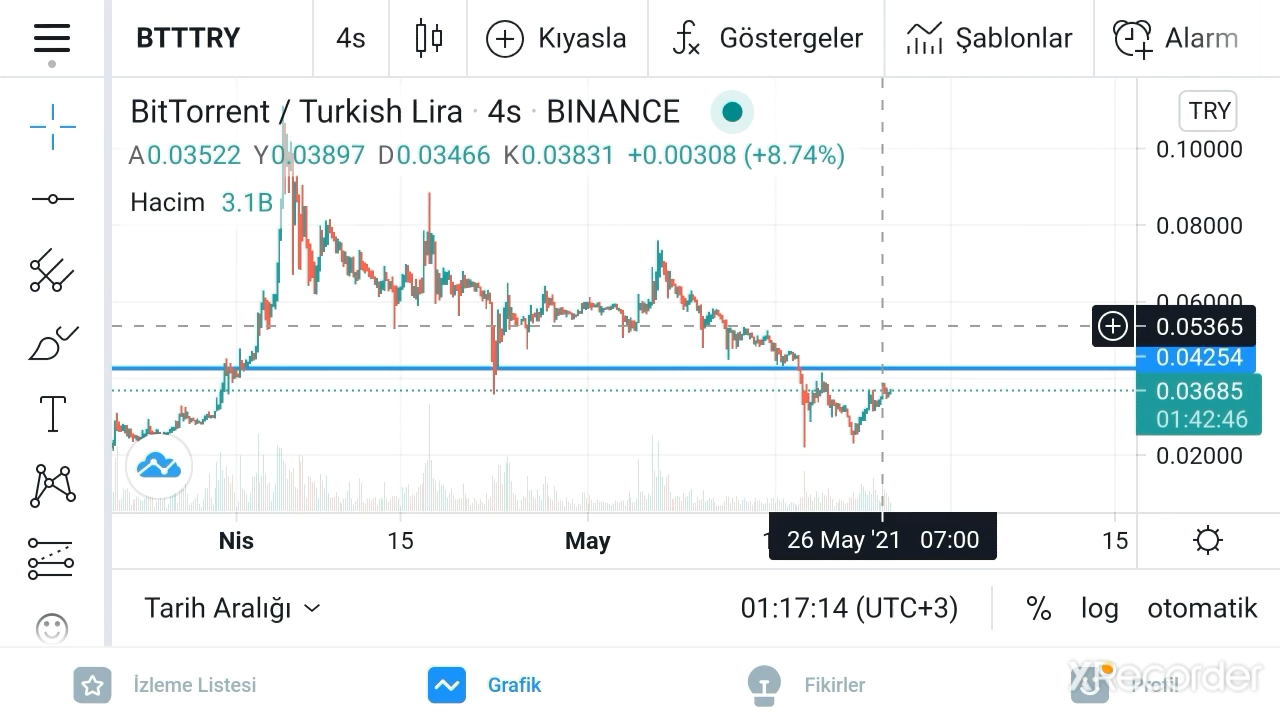 BTTTRY 4s Kıyasla Göstergeler Şablonlar Alarm
BitTorrent / Turkish Lira · 4s · BINANCE
TRY
A0.03522 Y0.03897 D0.03466 K0.03831 +0.00308 (+8.74%)
0.10000
Hacim 3.1B
0.08000
0.06000
0.05365
0.04254
0.03685
01:42:46
0.02000
Nis 15 May 26 May '21 07:00 15
Tarih Aralığı 01:17:14 (UTC+3) % log otomatik
İzleme Listesi Grafik Fikirler Profil
XRecorder